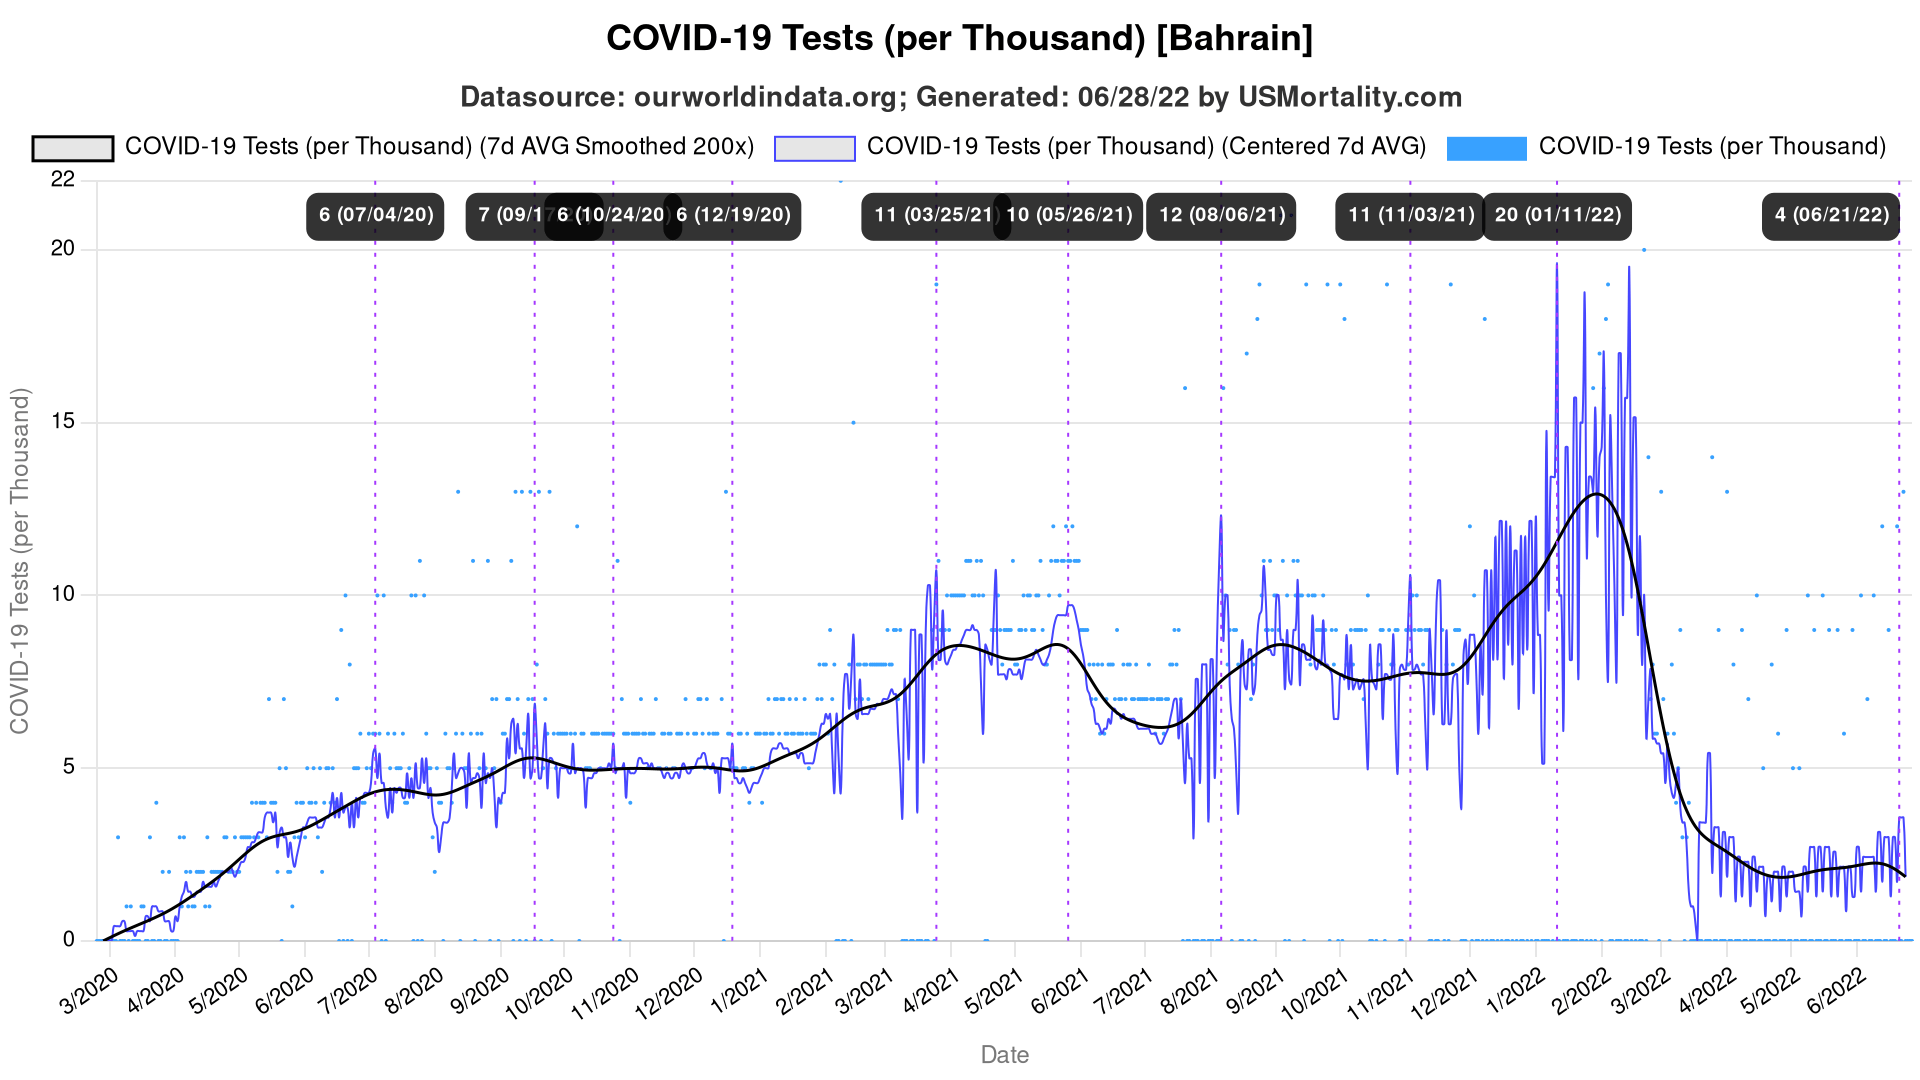 COVID-19 Tests (per Thousand) [Bahrain]
Datasource: ourworldindata.org; Generated: 06/28/22 by USMortality.com
COVID-19 Tests (per Thousand) (7d AVG Smoothed 200x) COVID-19 Tests (per Thousand) (Centered 7d AVG) COVID-19 Tests (per Thousand)
6 (07/04/20) 7 (09/1 6 (10/24/20) 6 (12/19/20) 11 (03/25/21) 10 (05/26/21) 12 (08/06/21) 11 (11/03/21) 20 (01/11/22) 4 (06/21/22)
22
20
15
10
5
0
COVID-19 Tests (per Thousand)
3/2020 4/2020 5/2020 6/2020 7/2020 8/2020 9/2020 10/2020 11/2020 12/2020 1/2021 2/2021 3/2021 4/2021 5/2021 6/2021 7/2021 8/2021 9/2021 10/2021 11/2021 12/2021 1/2022 2/2022 3/2022 4/2022 5/2022 6/2022
Date